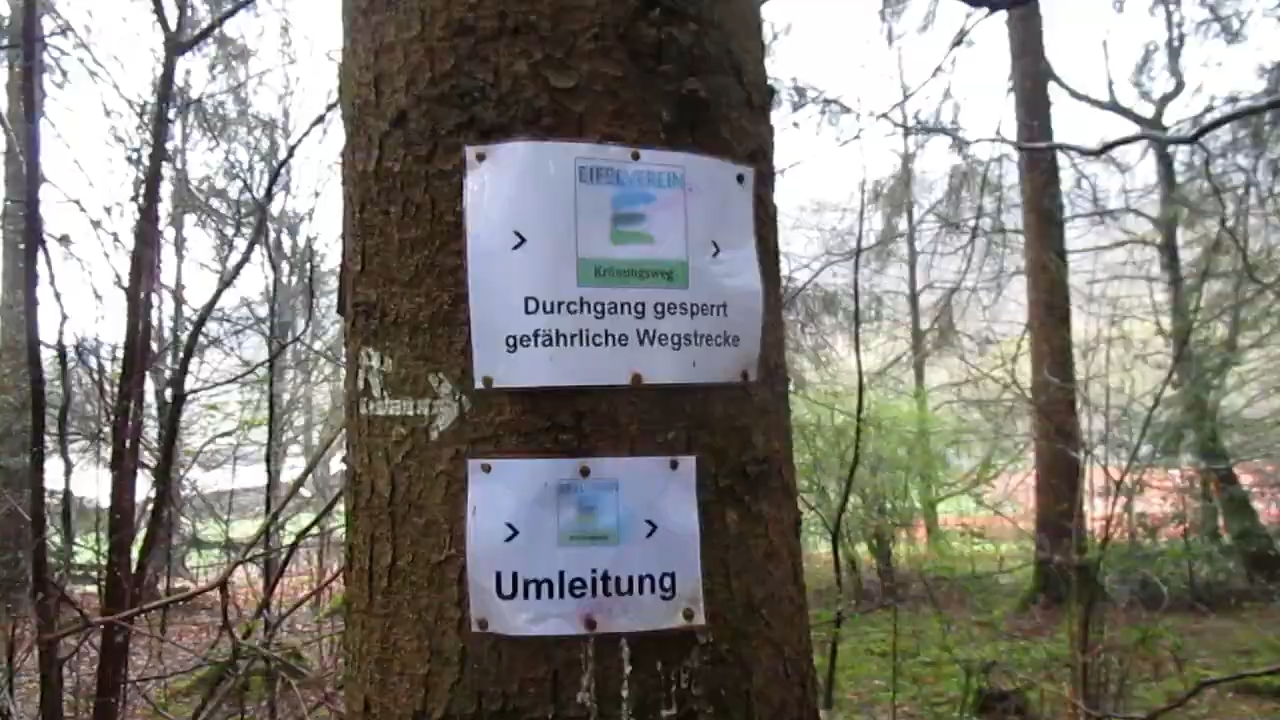 EIFELVEREIN
E
> >
Krönungsweg
Durchgang gesperrt
gefährliche Wegstrecke
> >
Umleitung